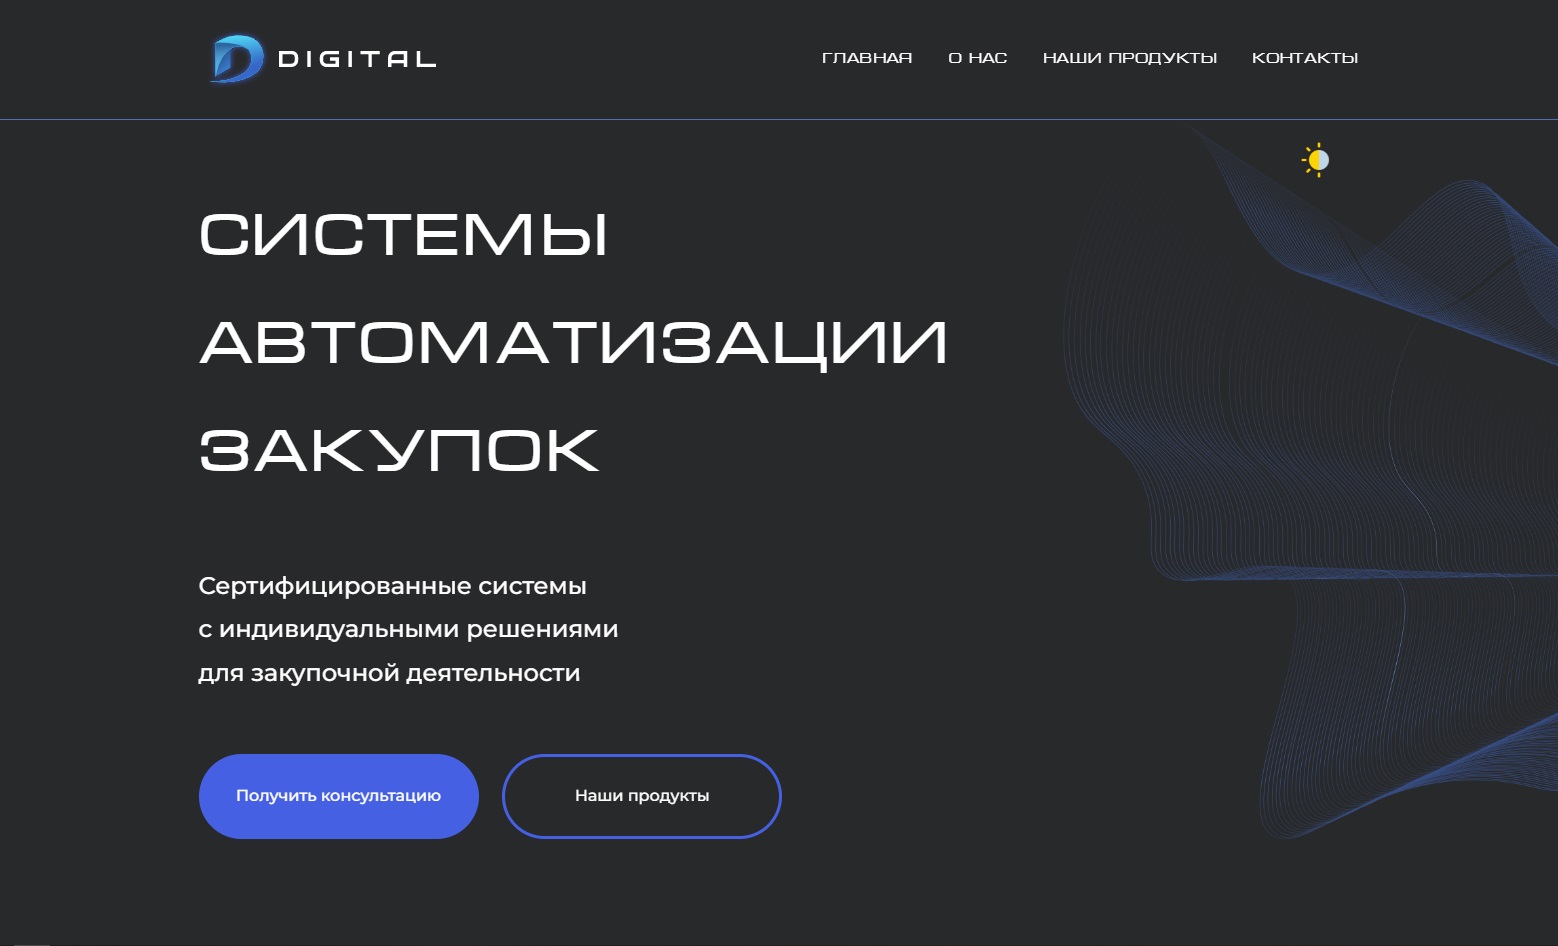 DIGITAL
ГЛАВНАЯ О НАС НАШИ ПРОДУКТЫ КОНТАКТЫ
СИСТЕМЫ
АВТОМАТИЗАЦИИ
ЗАКУПОК
Сертифицированные системы
с индивидуальными решениями
для закупочной деятельности
Получить консультацию Наши продукты